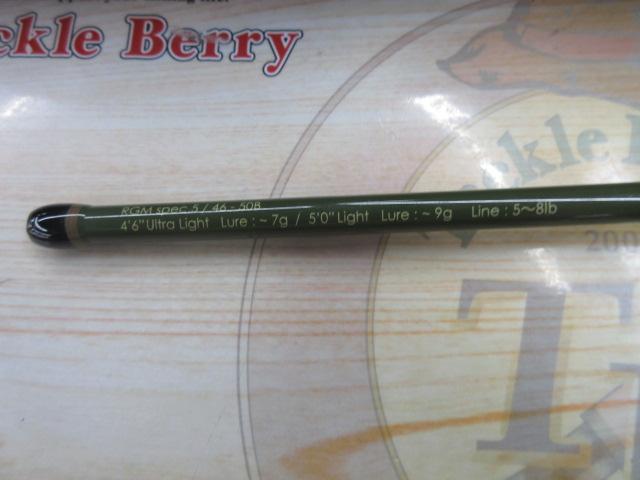 ckle Berry
RGM spec.5 / 46 - 50B
4'6"Ultra Light Lure : ~ 7g / 5'0"Light Lure : ~ 9g Line : 5~8lb
ckle
200
T